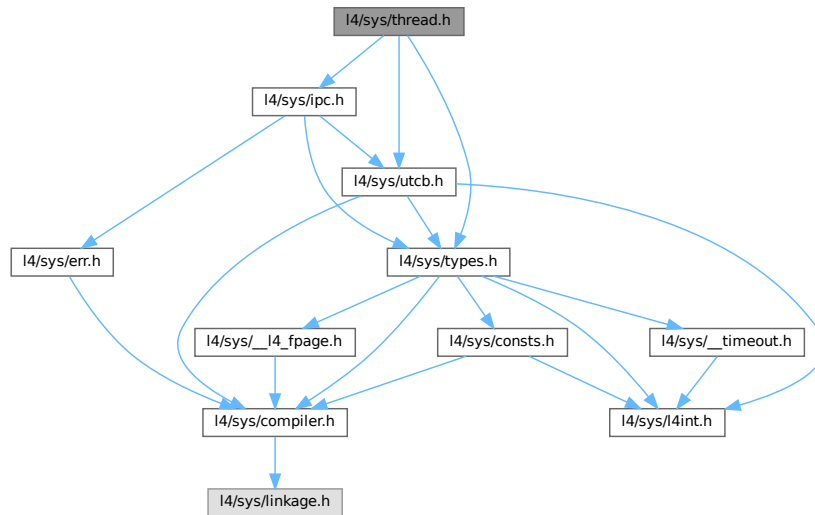 l4/sys/thread.h
l4/sys/ipc.h
l4/sys/utcb.h
l4/sys/err.h
l4/sys/types.h
l4/sys/__l4_fpage.h
l4/sys/consts.h
l4/sys/__timeout.h
l4/sys/compiler.h
l4/sys/l4int.h
l4/sys/linkage.h